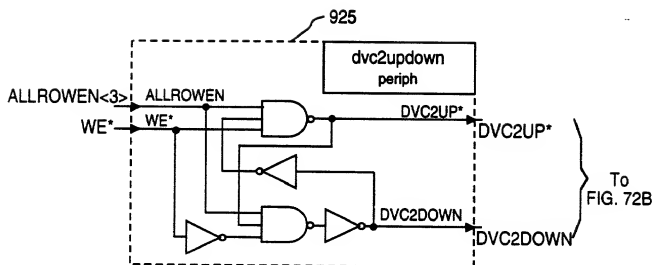 925
dvc2updown
periph
ALLROWEN<3>
ALLROWEN
WE*
WE*
DVC2UP*
DVC2UP*
DVC2DOWN
DVC2DOWN
To
FIG. 72B